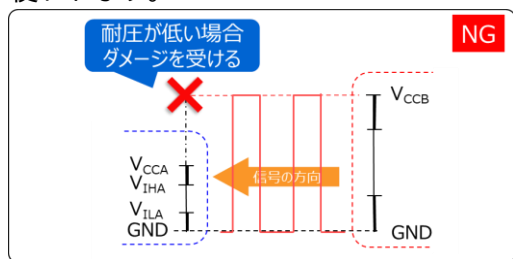 耐圧が低い場合
ダメージを受ける
NG
VCCB
VCCA
VIHA
信号の方向
VILA
GND
GND